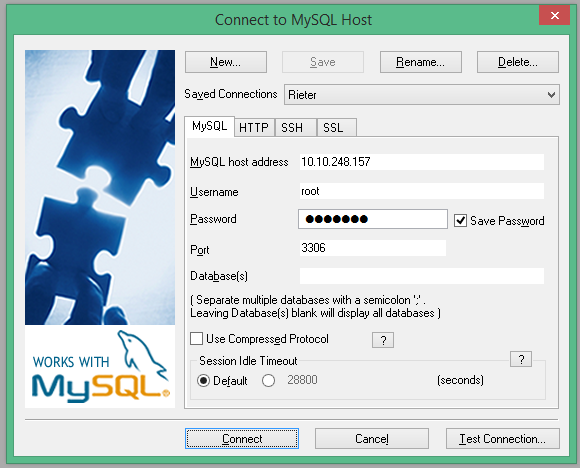 Connect to MySQL Host
New...
Save
Rename...
Delete...
Saved Connections
Rieter
MySQL
HTTP
SSH
SSL
MySQL host address
10.10.248.157
Username
root
Password
●●●●●●●
Save Password
Port
3306
Database(s)
( Separate multiple databases with a semicolon ';' .
Leaving Database(s) blank will display all databases )
Use Compressed Protocol
?
Session Idle Timeout
?
Default
28800
(seconds)
WORKS WITH
MySQL®
Connect
Cancel
Test Connection...